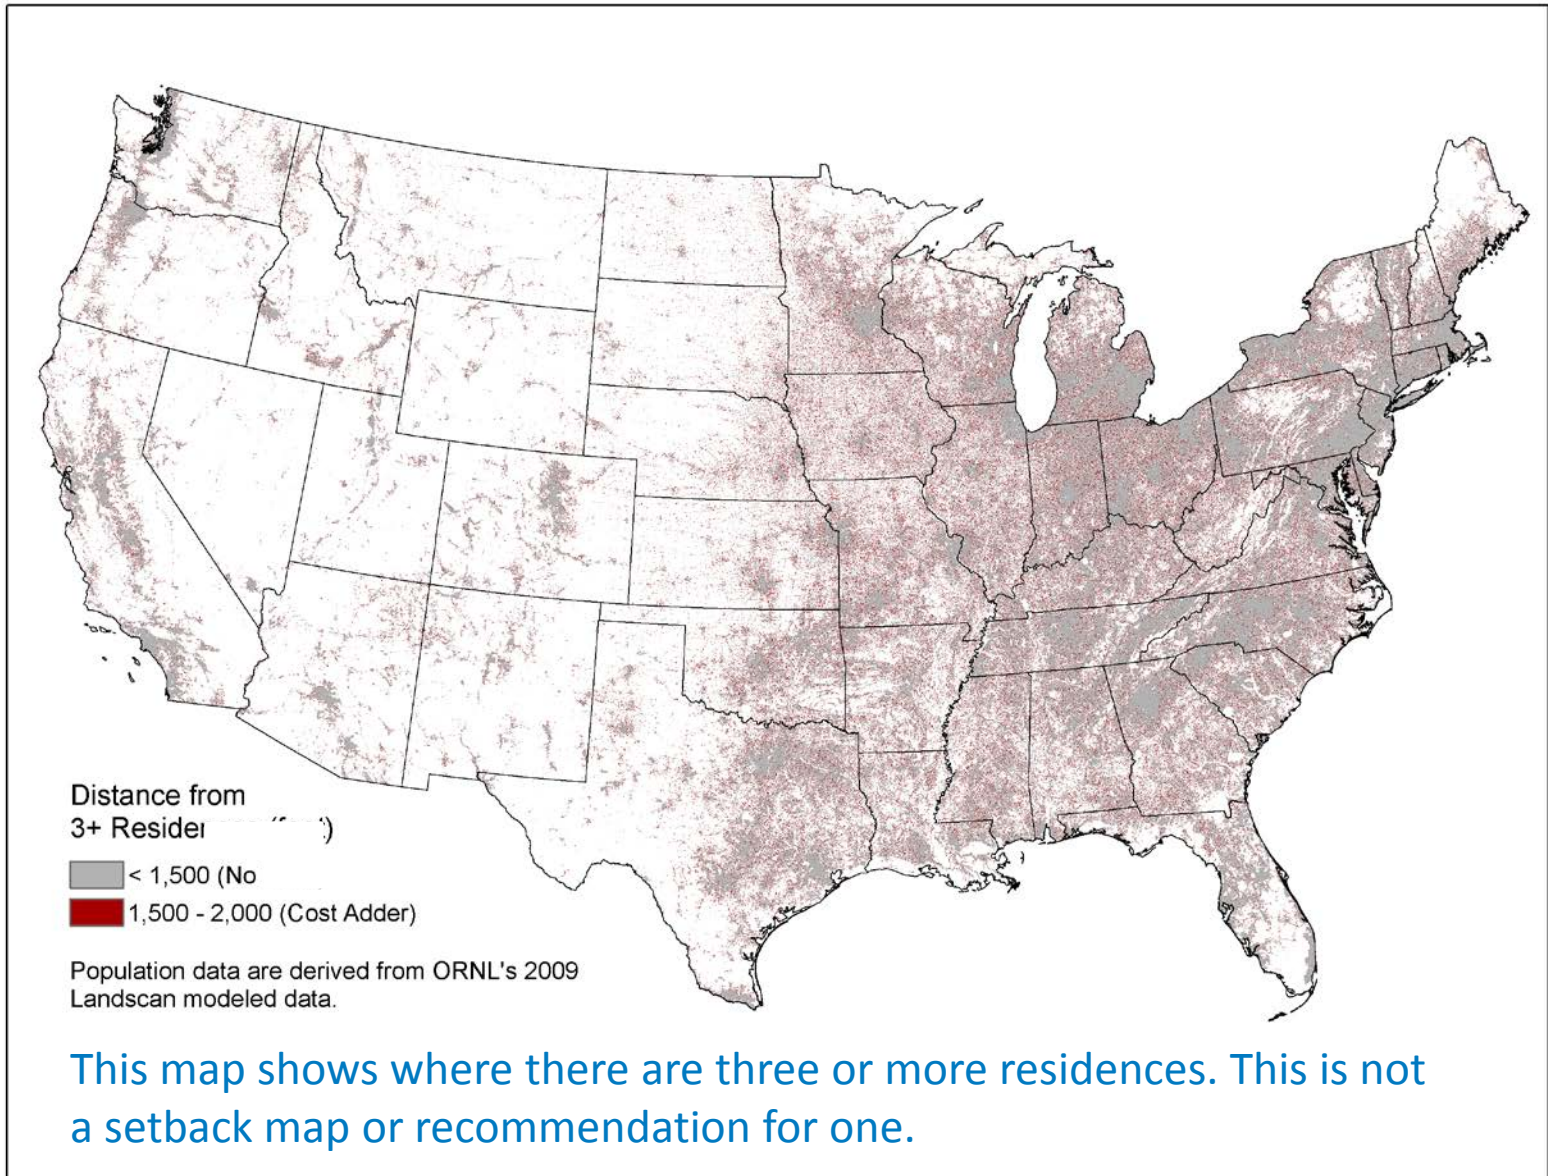 Distance from
3+
< 1,500 (No
1,500 - 2,000 (Cost Adder)
Population data are derived from ORNL's 2009
Landscan modeled data.
This map shows where there are three or more residences. This is not
a setback map or recommendation for one.